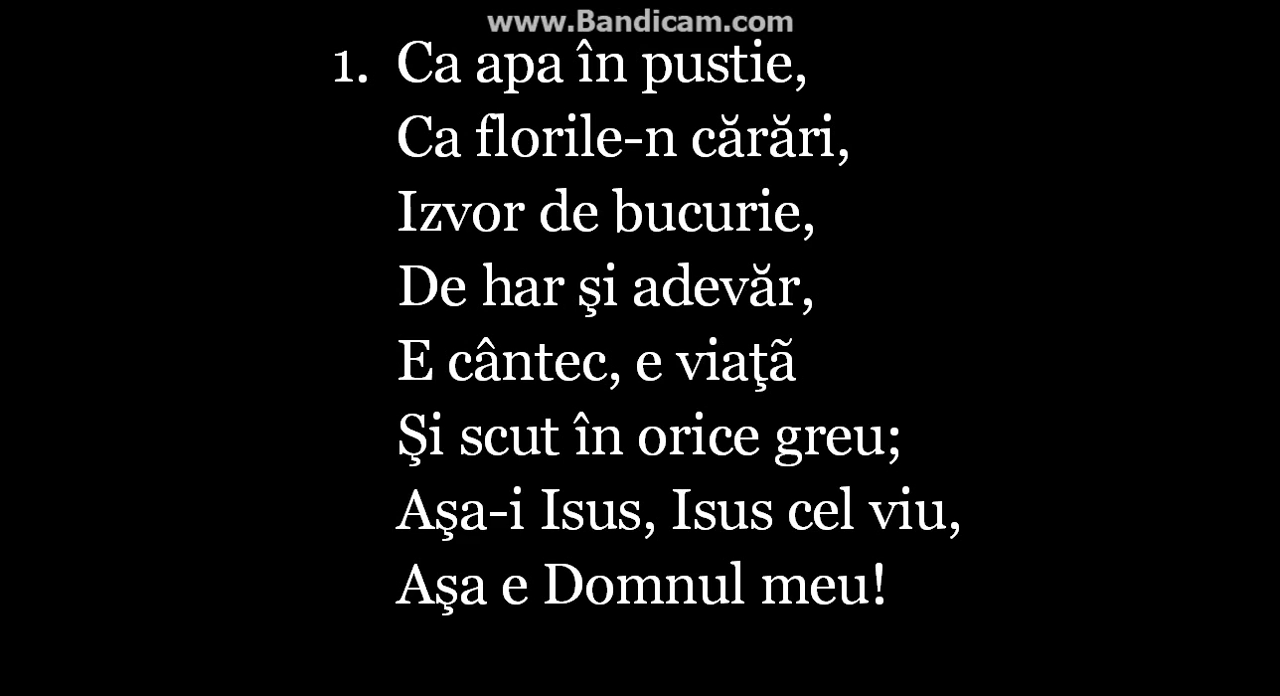 www.Bandicam.com
1. Ca apa în pustie,
Ca florile-n cărări,
Izvor de bucurie,
De har şi adevăr,
E cântec, e viaţã
Şi scut în orice greu;
Aşa-i Isus, Isus cel viu,
Aşa e Domnul meu!